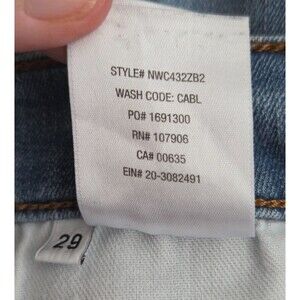 STYLE# NWC432ZB2
WASH CODE: CABL
PO# 1691300
RN# 107906
CA# 00635
EIN# 20-3082491
29